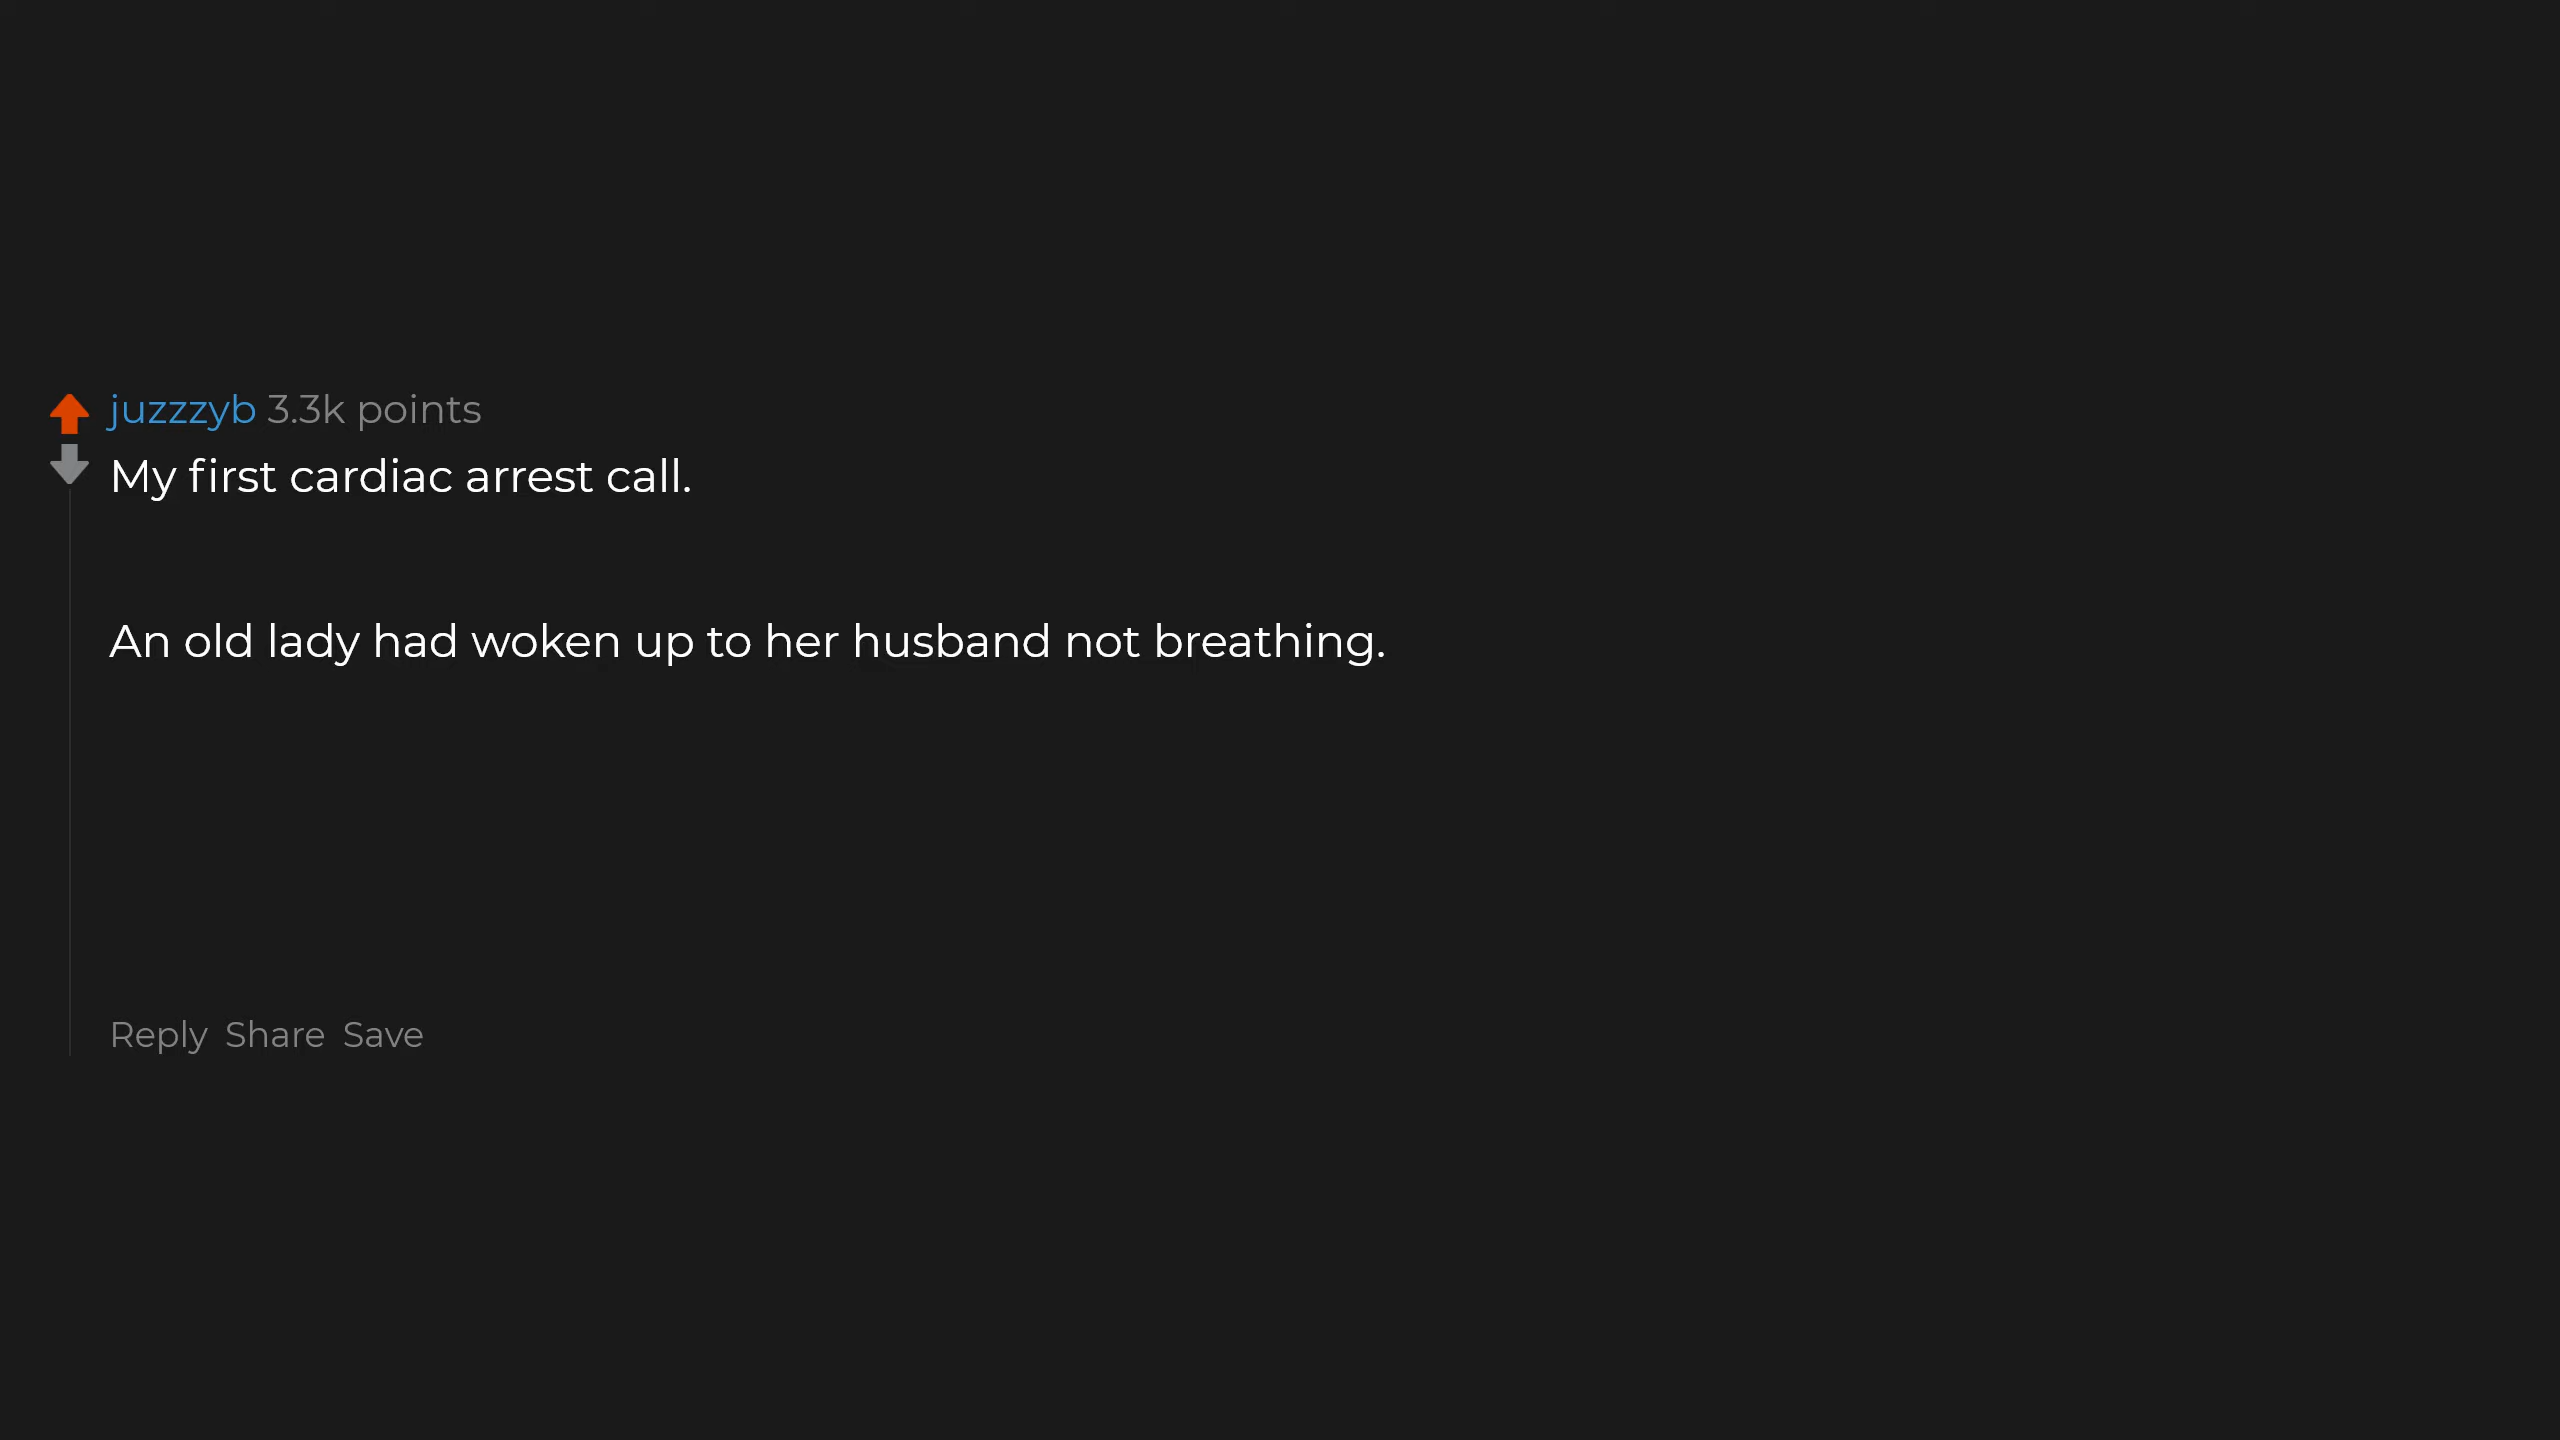 juzzzyb 3.3k points
My first cardiac arrest call.
An old lady had woken up to her husband not breathing.
Reply Share Save